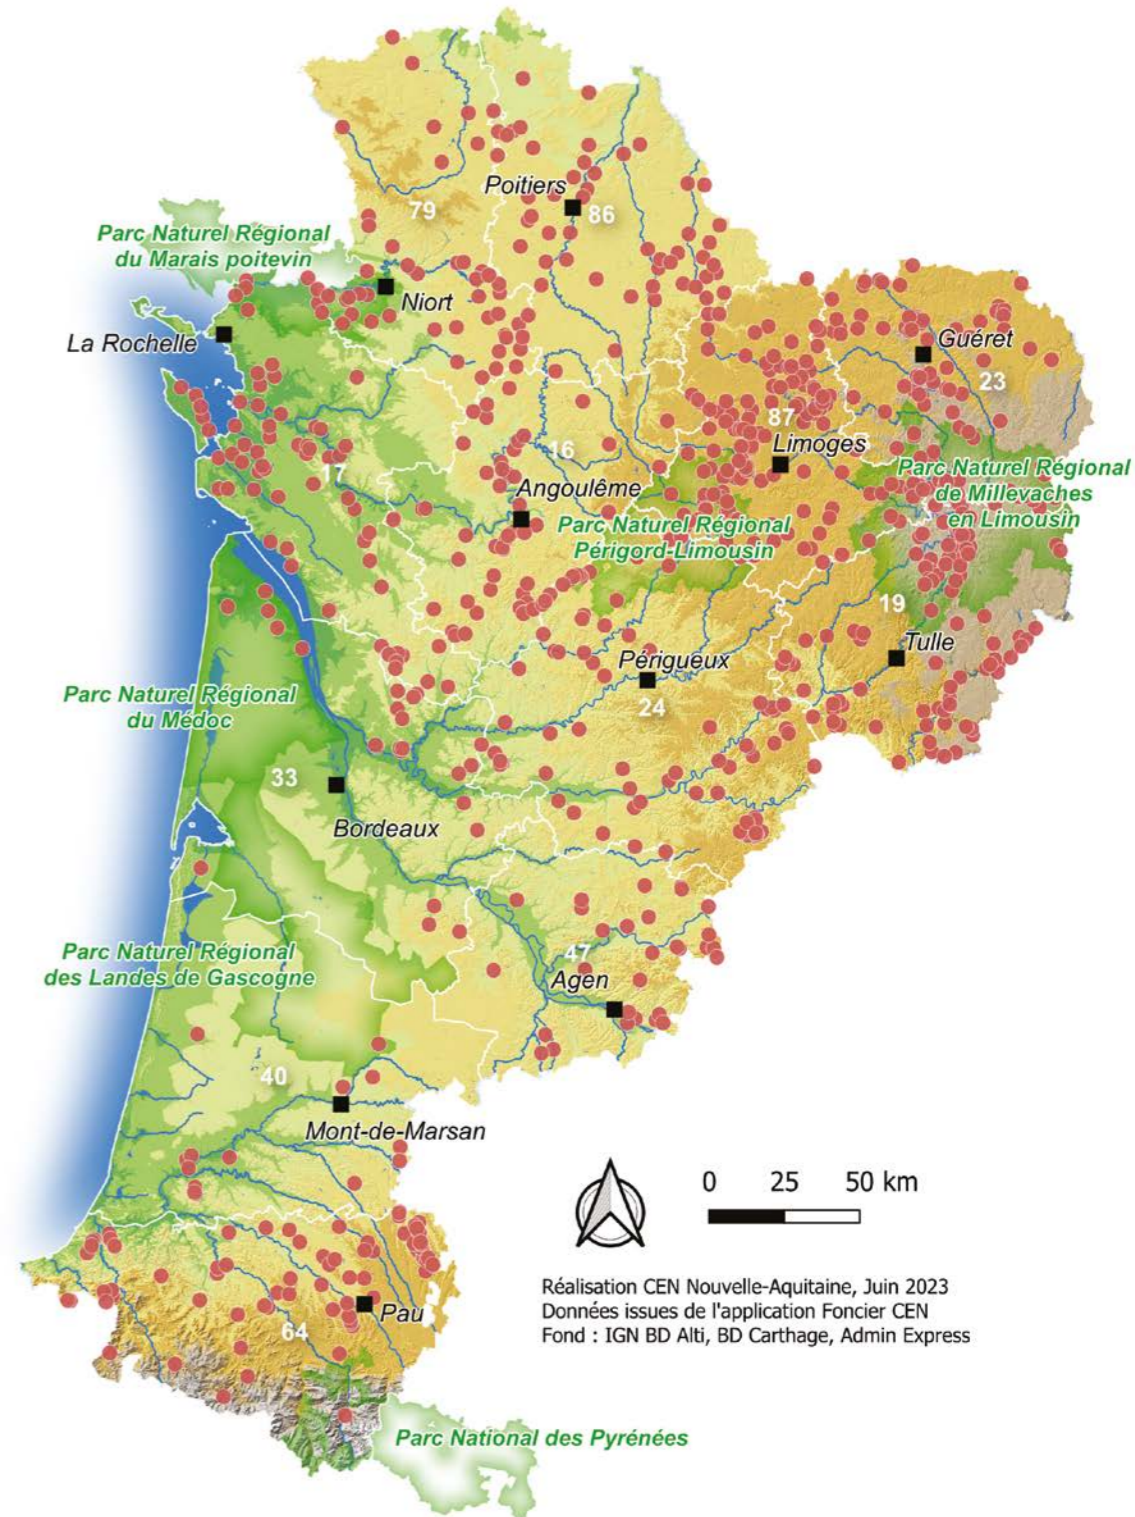 Poitiers
79
86
Parc Naturel Régional
du Marais poitevin
Niort
La Rochelle
Guéret
23
87
Limoges
16
17
Parc Naturel Régional
de Millevaches
en Limousin
Angoulême
Parc Naturel Régional
Périgord-Limousin
19
Tulle
Périgueux
24
Parc Naturel Régional
du Médoc
33
Bordeaux
Parc Naturel Régional
des Landes de Gascogne
47
Agen
40
Mont-de-Marsan
0 25 50 km
Réalisation CEN Nouvelle-Aquitaine, Juin 2023
Données issues de l'application Foncier CEN
Fond : IGN BD Alti, BD Carthage, Admin Express
Pau
64
Parc National des Pyrénées